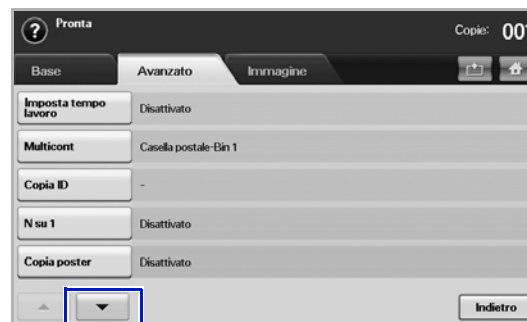 ? Pronta
Copie: 001
Base Avanzato Immagine
Imposta tempo
lavoro
Disattivato
Multicont Casella postale-Bin 1
Copia ID -
N su 1 Disattivato
Copia poster Disattivato
Indietro